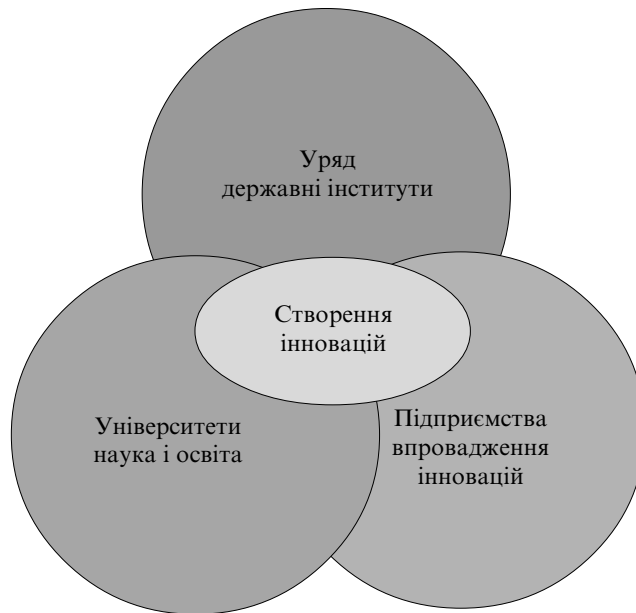 Уряд
державні інститути
Створення
інновацій
Університети
наука і освіта
Підприємства
впровадження
інновацій